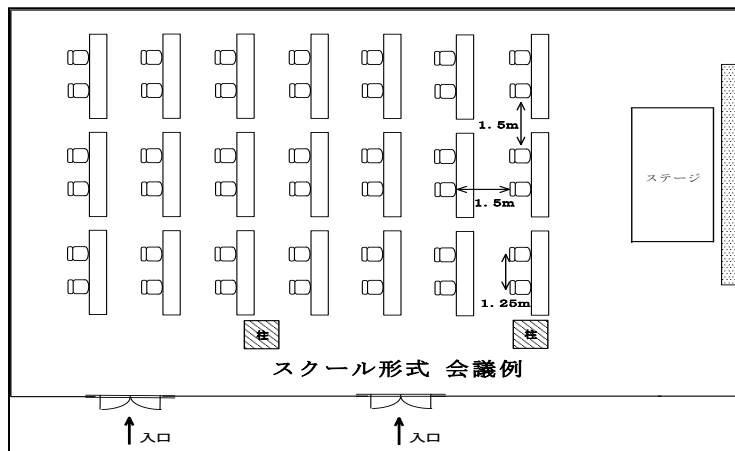 1.5m
ステージ
1.5m
1.25m
柱
柱
スクール形式 会議例
入口
入口